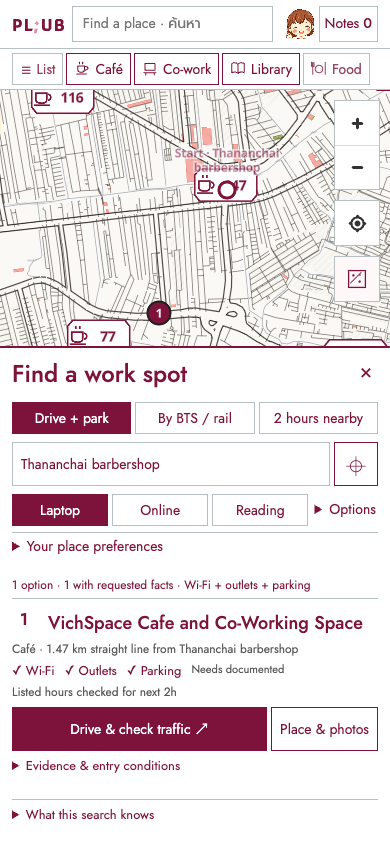 PL;UB
Find a place · ค้นหา
Notes 0
List
Café
Co-work
Library
Food
116
Start · Thananchai
barbershop
47
1
77
Find a work spot
Drive + park
By BTS / rail
2 hours nearby
Thananchai barbershop
Laptop
Online
Reading
Options
Your place preferences
1 option · 1 with requested facts · Wi-Fi + outlets + parking
1 VichSpace Cafe and Co-Working Space
Café · 1.47 km straight line from Thananchai barbershop
✓ Wi-Fi ✓ Outlets ✓ Parking Needs documented
Listed hours checked for next 2h
Drive & check traffic ↗
Place & photos
Evidence & entry conditions
What this search knows